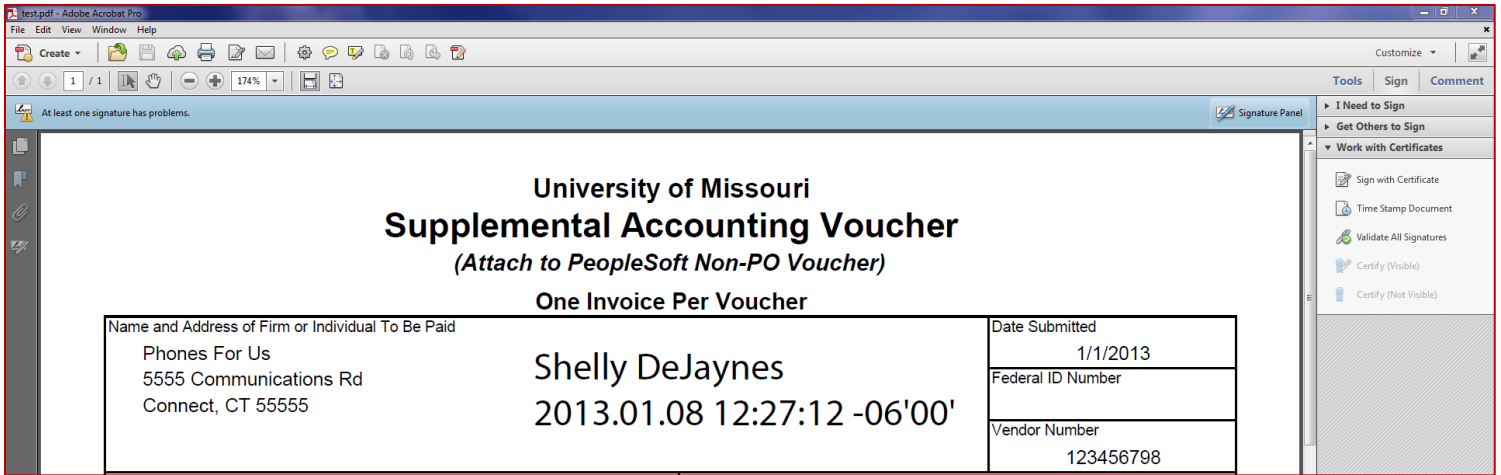 test.pdf - Adobe Acrobat Pro
File Edit View Window Help
Create
Customize
1 / 1 174%
Tools Sign Comment
At least one signature has problems.
Signature Panel
I Need to Sign
Get Others to Sign
Work with Certificates
Sign with Certificate
Time Stamp Document
Validate All Signatures
Certify (Visible)
Certify (Not Visible)
University of Missouri
Supplemental Accounting Voucher
(Attach to PeopleSoft Non-PO Voucher)
One Invoice Per Voucher
Name and Address of Firm or Individual To Be Paid
Phones For Us
5555 Communications Rd
Connect, CT 55555
Shelly DeJaynes
2013.01.08 12:27:12 -06'00'
Date Submitted
1/1/2013
Federal ID Number
Vendor Number
123456798